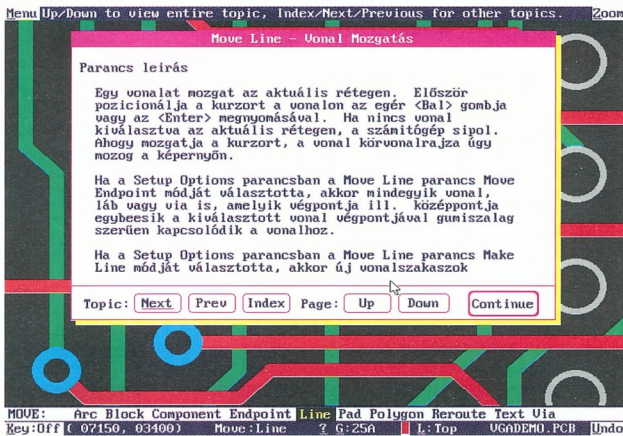 Menu Up/Down to view entire topic, Index/Next/Previous for other topics. Zoom
Move Line - Vonal Mozgatás
Parancs leirás
Egy vonalat mozgat az aktuális rétegen. Először
pozicionálja a kurzort a vonalon az egér <Bal> gombja
vagy az <Enter> megnyomásával. Ha nincs vonal
kiválasztva az aktuális rétegen, a számitógép sipol.
Ahogy mozgatja a kurzort, a vonal körvonalrajza úgy
mozog a képernyőn.
Ha a Setup Options parancsban a Move Line parancs Move
Endpoint módját választotta, akkor mindegyik vonal,
láb vagy via is, amelyik végpontja ill. középpontja
egybeesik a kiválasztott vonal végpontjával gumiszalag
szerűen kapcsolódik a vonalhoz.
Ha a Setup Options parancsban a Move Line parancs Make
Line módját választotta, akkor új vonalszakaszok
Topic: Next Prev Index Page: Up Down Continue
MOVE: Arc Block Component Endpoint Line Pad Polygon Reroute Text Via
Key:Off ( 07150, 03400) Move:Line ? G:25A L:Top VGADEMO.PCB Undo